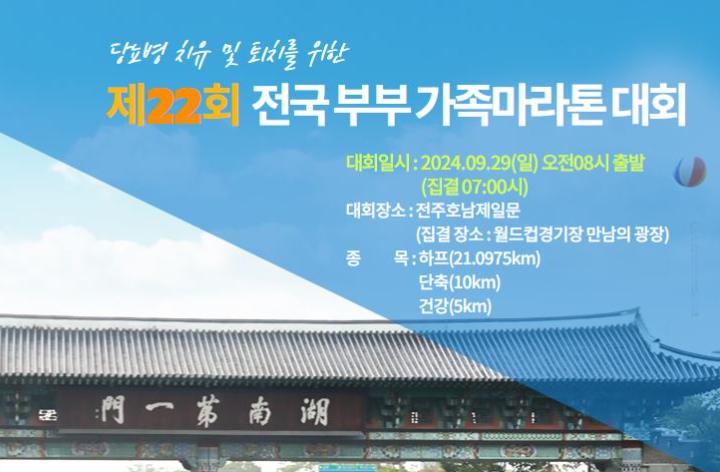 당뇨병 치유 및 퇴치를 위한
제22회 전국 부부 가족마라톤 대회
대회일시 : 2024.09.29(일) 오전08시 출발
(집결 07:00시)
대회장소 : 전주호남제일문
(집결 장소 : 월드컵경기장 만남의 광장)
종 목 : 하프(21.0975km)
단축(10km)
건강(5km)
門一第南湖